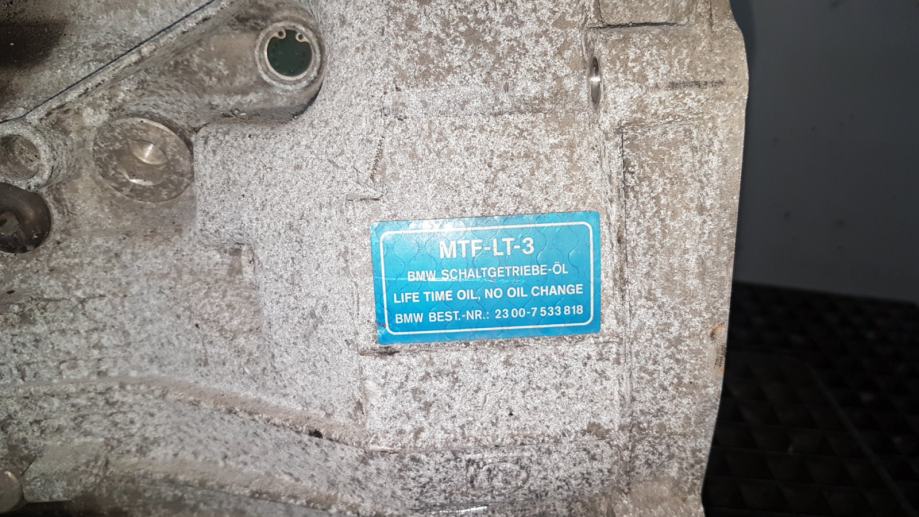 MTF-LT-3
BMW SCHALTGETRIEBE-ÖL
LIFE TIME OIL, NO OIL CHANGE
BMW BEST.-NR.: 23 00-7 533 818